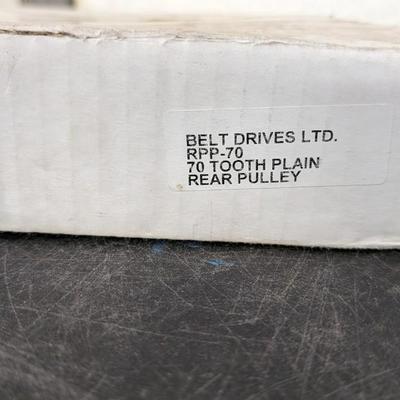 BELT DRIVES LTD.
RPP-70
70 TOOTH PLAIN
REAR PULLEY